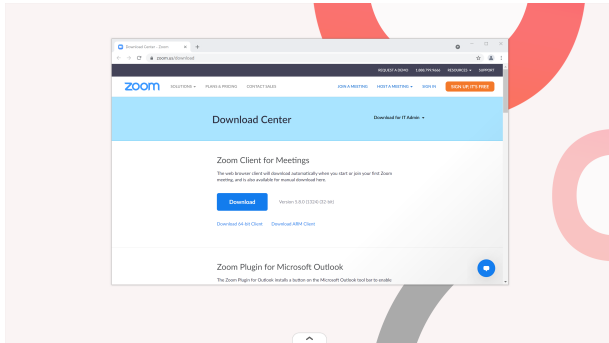 Download Center - Zoom
zoom.us/download
REQUEST A DEMO 1.888.799.9666 RESOURCES SUPPORT
zoom SOLUTIONS PLANS & PRICING CONTACT SALES JOIN A MEETING HOST A MEETING SIGN IN SIGN UP, IT'S FREE
Download Center Download for IT Admin
Zoom Client for Meetings
The web browser client will download automatically when you start or join your first Zoom
meeting, and is also available for manual download here.
Download Version 5.8.0 (1324) (32-bit)
Download 64-bit Client Download ARM Client
Zoom Plugin for Microsoft Outlook
The Zoom Plugin for Outlook installs a button on the Microsoft Outlook tool bar to enable